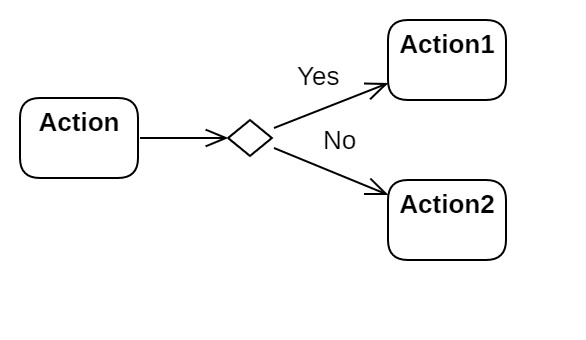 Action1
Yes
Action
No
Action2